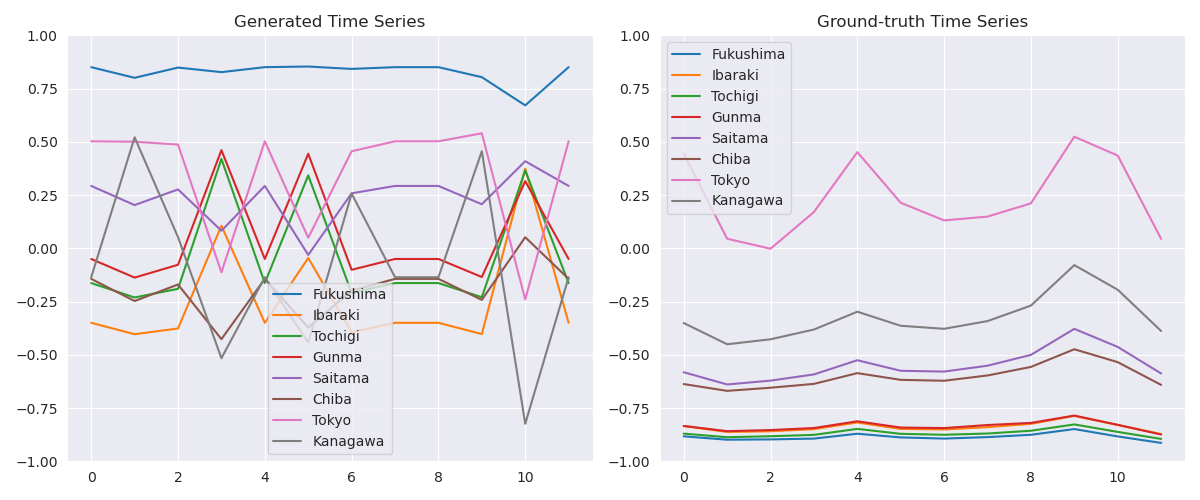 Generated Time Series
1.00
0.75
0.50
0.25
0.00
−0.25
−0.50
−0.75
−1.00
0 2 4 6 8 10
Fukushima
Ibaraki
Tochigi
Gunma
Saitama
Chiba
Tokyo
Kanagawa
Ground-truth Time Series
1.00
0.75
0.50
0.25
0.00
−0.25
−0.50
−0.75
−1.00
0 2 4 6 8 10
Fukushima
Ibaraki
Tochigi
Gunma
Saitama
Chiba
Tokyo
Kanagawa